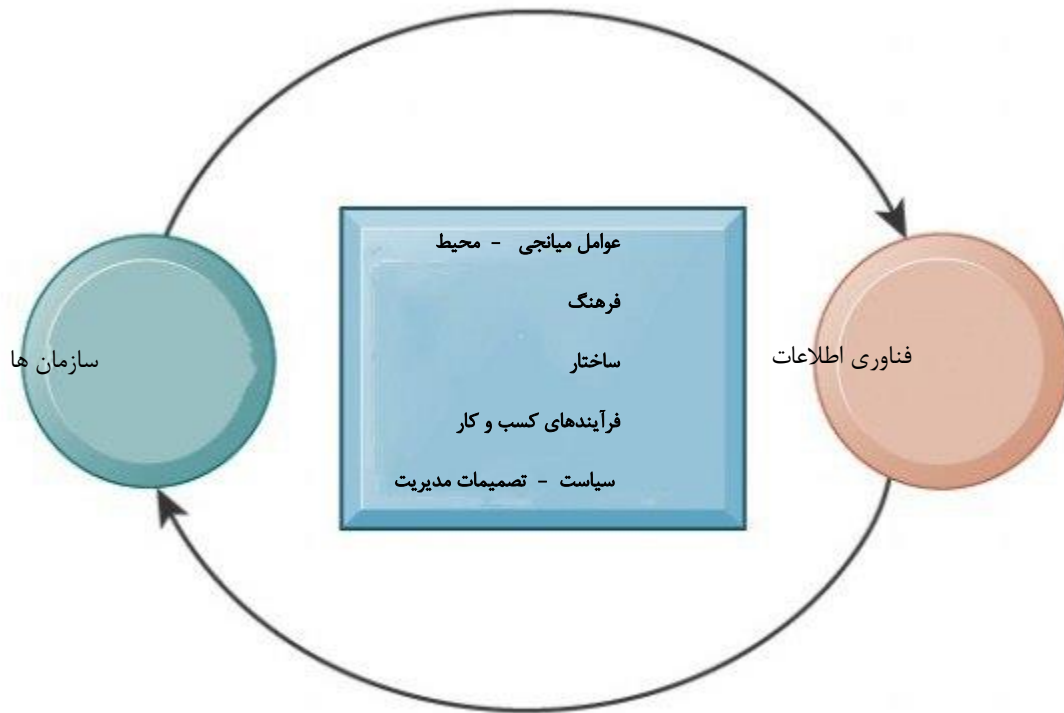 عوامل میانجی - محیط
فرهنگ
ساختار
فرآیندهای کسب و کار
سیاست - تصمیمات مدیریت
فناوری اطلاعات
سازمان ها